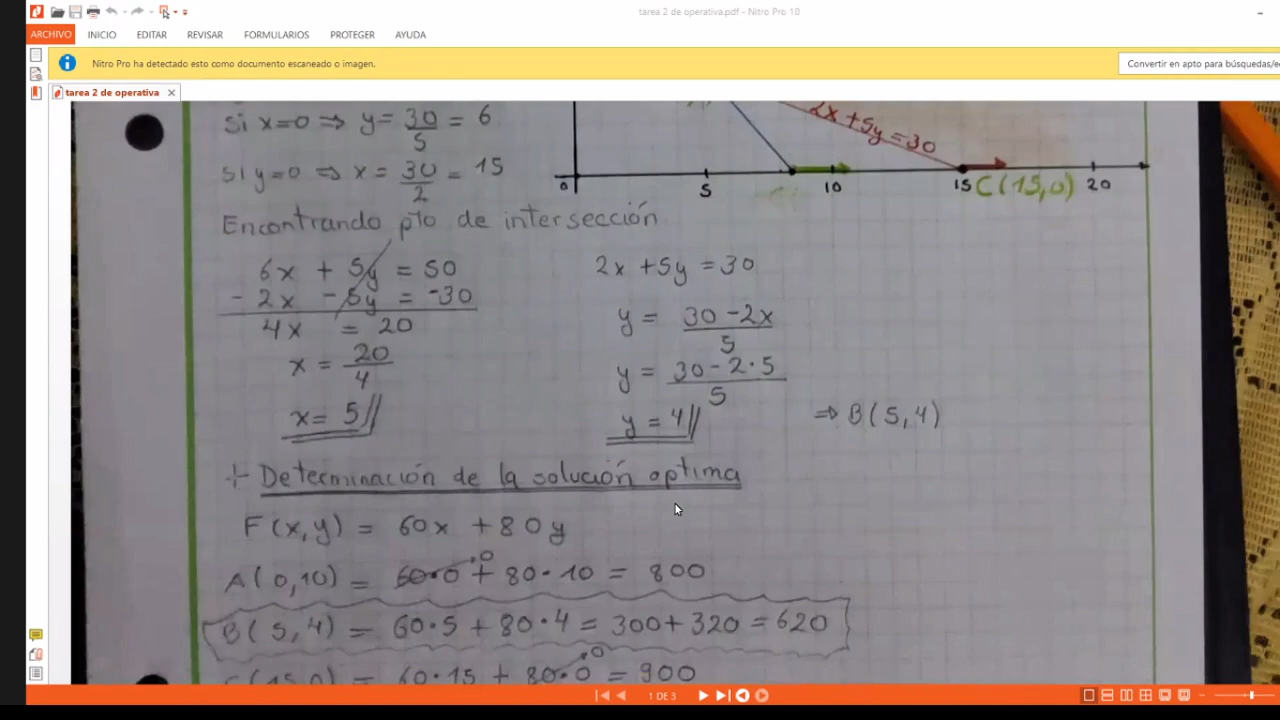 tarea 2 de operativa.pdf - Nitro Pro 10
ARCHIVO INICIO EDITAR REVISAR FORMULARIOS PROTEGER AYUDA
Nitro Pro ha detectado esto como documento escaneado o imagen.
Convertir en apto para búsquedas/e
tarea 2 de operativa
si x=0 ⇒ y= 30/5 = 6
si y=0 ⇒ x = 30/2 = 15
2x+5y=30
0 5 10 15 C(15,0) 20
Encontrando pto de intersección
6x + 5y = 50
- 2x - 5y = -30
4x = 20
x = 20/4
x= 5//
2x +5y =30
y = 30-2x/5
y = 30-2·5/5
y = 4//
⇒ B(5,4)
+ Determinación de la solución optima
F(x,y) = 60x +80y
A(0,10) = 60·0 0 + 80·10 = 800
B(5,4) = 60·5 +80·4 = 300+320 =620
C(15,0) = 60·15 + 80·0 0 = 900
1 DE 3